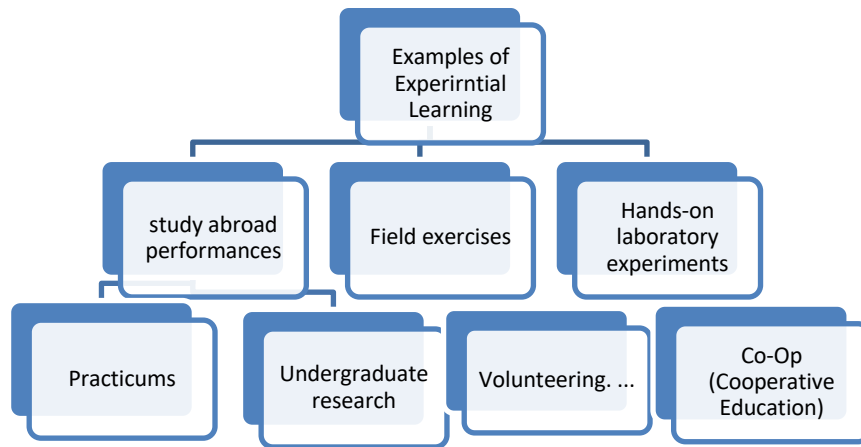 Examples of
Experirntial
Learning
study abroad
performances
Field exercises
Hands-on
laboratory
experiments
Practicums
Undergraduate
research
Volunteering. ...
Co-Op
(Cooperative
Education)